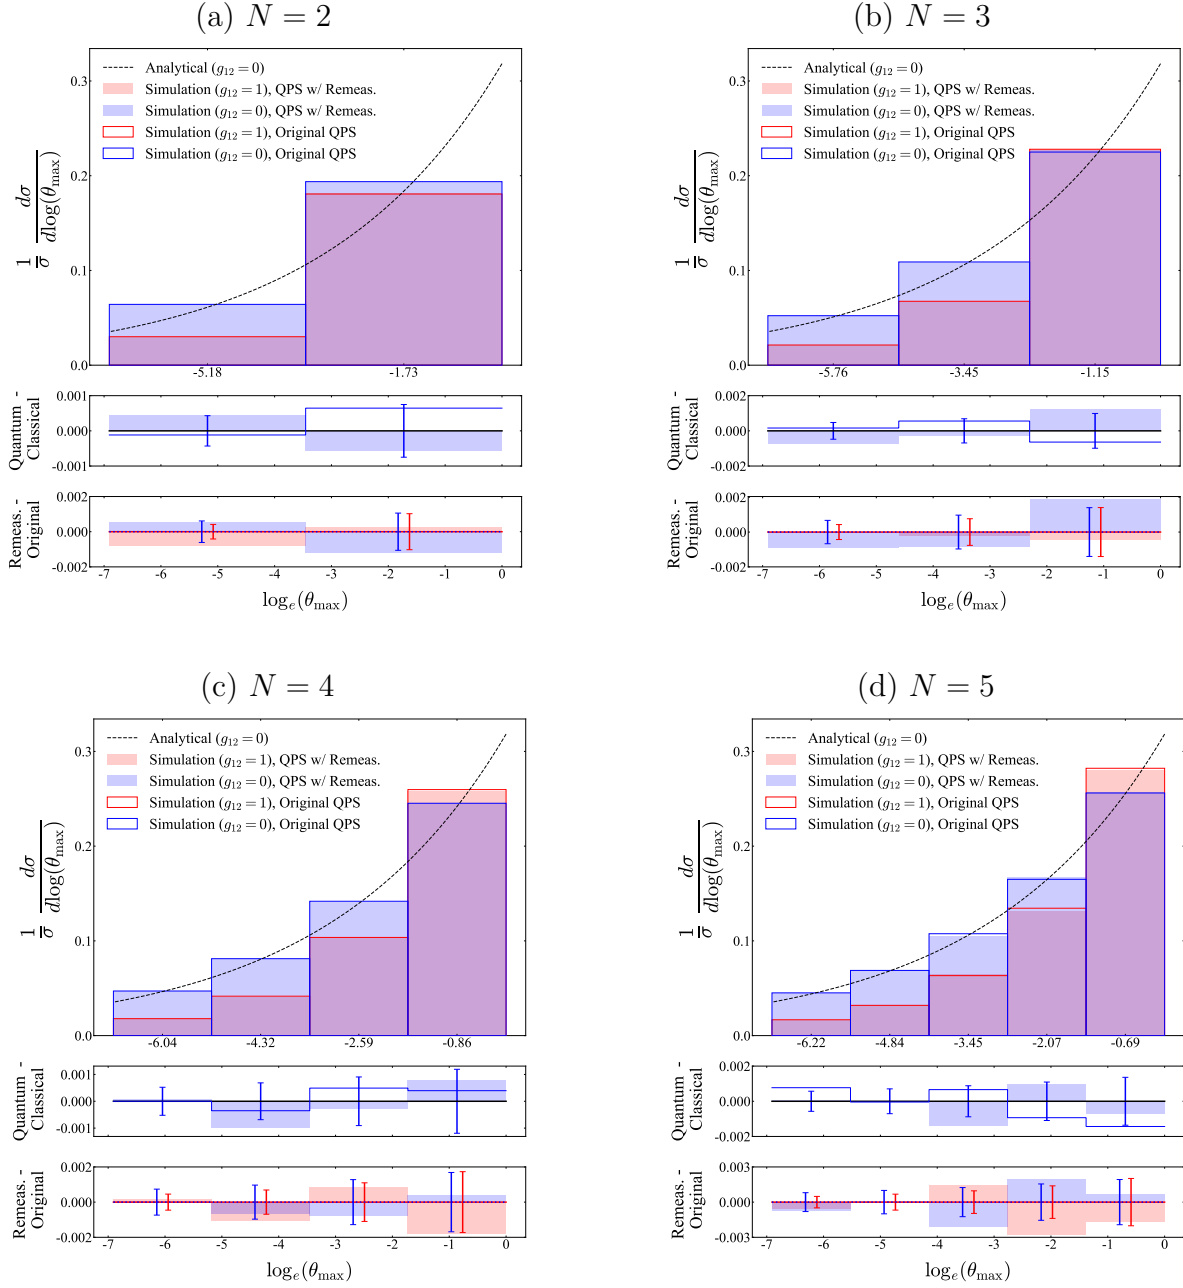 (a) N = 2
Analytical (g₁₂ = 0)
Simulation (g₁₂ = 1), QPS w/ Remeas.
Simulation (g₁₂ = 0), QPS w/ Remeas.
Simulation (g₁₂ = 1), Original QPS
Simulation (g₁₂ = 0), Original QPS
1/σ dσ/dlog(θmax)
0.3
0.2
0.1
0.0
-5.18 -1.73
Quantum -
Classical
0.001
0.000
-0.001
Remeas. -
Original
0.002
0.000
-0.002
-7 -6 -5 -4 -3 -2 -1 0
logₑ(θmax)
(b) N = 3
Analytical (g₁₂ = 0)
Simulation (g₁₂ = 1), QPS w/ Remeas.
Simulation (g₁₂ = 0), QPS w/ Remeas.
Simulation (g₁₂ = 1), Original QPS
Simulation (g₁₂ = 0), Original QPS
1/σ dσ/dlog(θmax)
0.3
0.2
0.1
0.0
-5.76 -3.45 -1.15
Quantum -
Classical
0.002
0.000
-0.002
Remeas. -
Original
0.002
0.000
-0.002
-7 -6 -5 -4 -3 -2 -1 0
logₑ(θmax)
(c) N = 4
Analytical (g₁₂ = 0)
Simulation (g₁₂ = 1), QPS w/ Remeas.
Simulation (g₁₂ = 0), QPS w/ Remeas.
Simulation (g₁₂ = 1), Original QPS
Simulation (g₁₂ = 0), Original QPS
1/σ dσ/dlog(θmax)
0.3
0.2
0.1
0.0
-6.04 -4.32 -2.59 -0.86
Quantum -
Classical
0.001
0.000
-0.001
Remeas. -
Original
0.002
0.000
-0.002
-7 -6 -5 -4 -3 -2 -1 0
logₑ(θmax)
(d) N = 5
Analytical (g₁₂ = 0)
Simulation (g₁₂ = 1), QPS w/ Remeas.
Simulation (g₁₂ = 0), QPS w/ Remeas.
Simulation (g₁₂ = 1), Original QPS
Simulation (g₁₂ = 0), Original QPS
1/σ dσ/dlog(θmax)
0.3
0.2
0.1
0.0
-6.22 -4.84 -3.45 -2.07 -0.69
Quantum -
Classical
0.002
0.000
-0.002
Remeas. -
Original
0.003
0.000
-0.003
-7 -6 -5 -4 -3 -2 -1 0
logₑ(θmax)